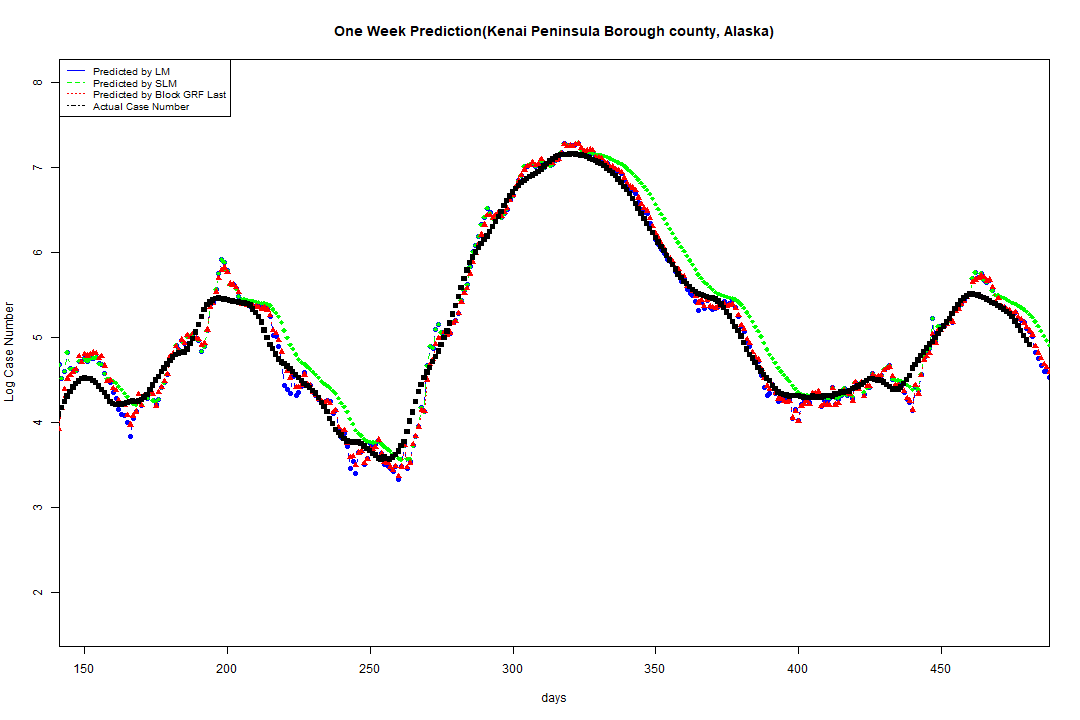 One Week Prediction(Kenai Peninsula Borough county, Alaska)
Predicted by LM
Predicted by SLM
Predicted by Block GRF Last
Actual Case Number
Log Case Number
8
7
6
5
4
3
2
150 200 250 300 350 400 450
days